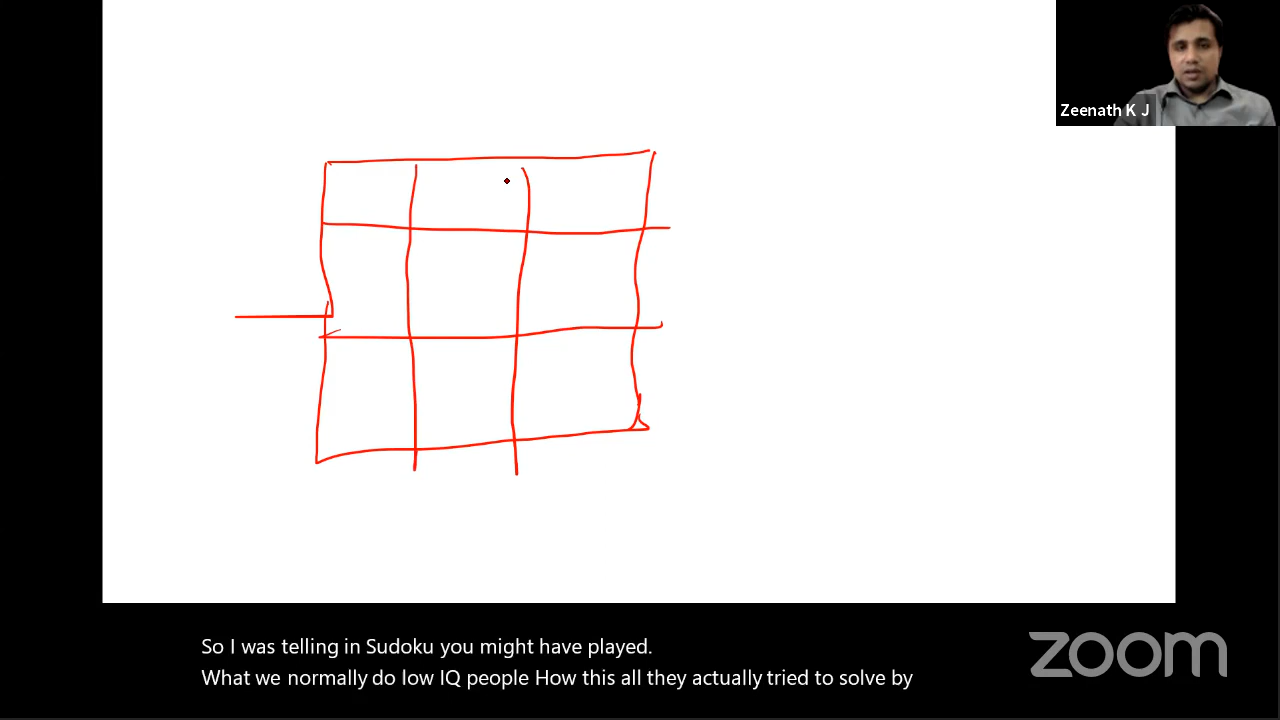 Zeenath K J
So I was telling in Sudoku you might have played.
What we normally do low IQ people How this all they actually tried to solve by
zoom